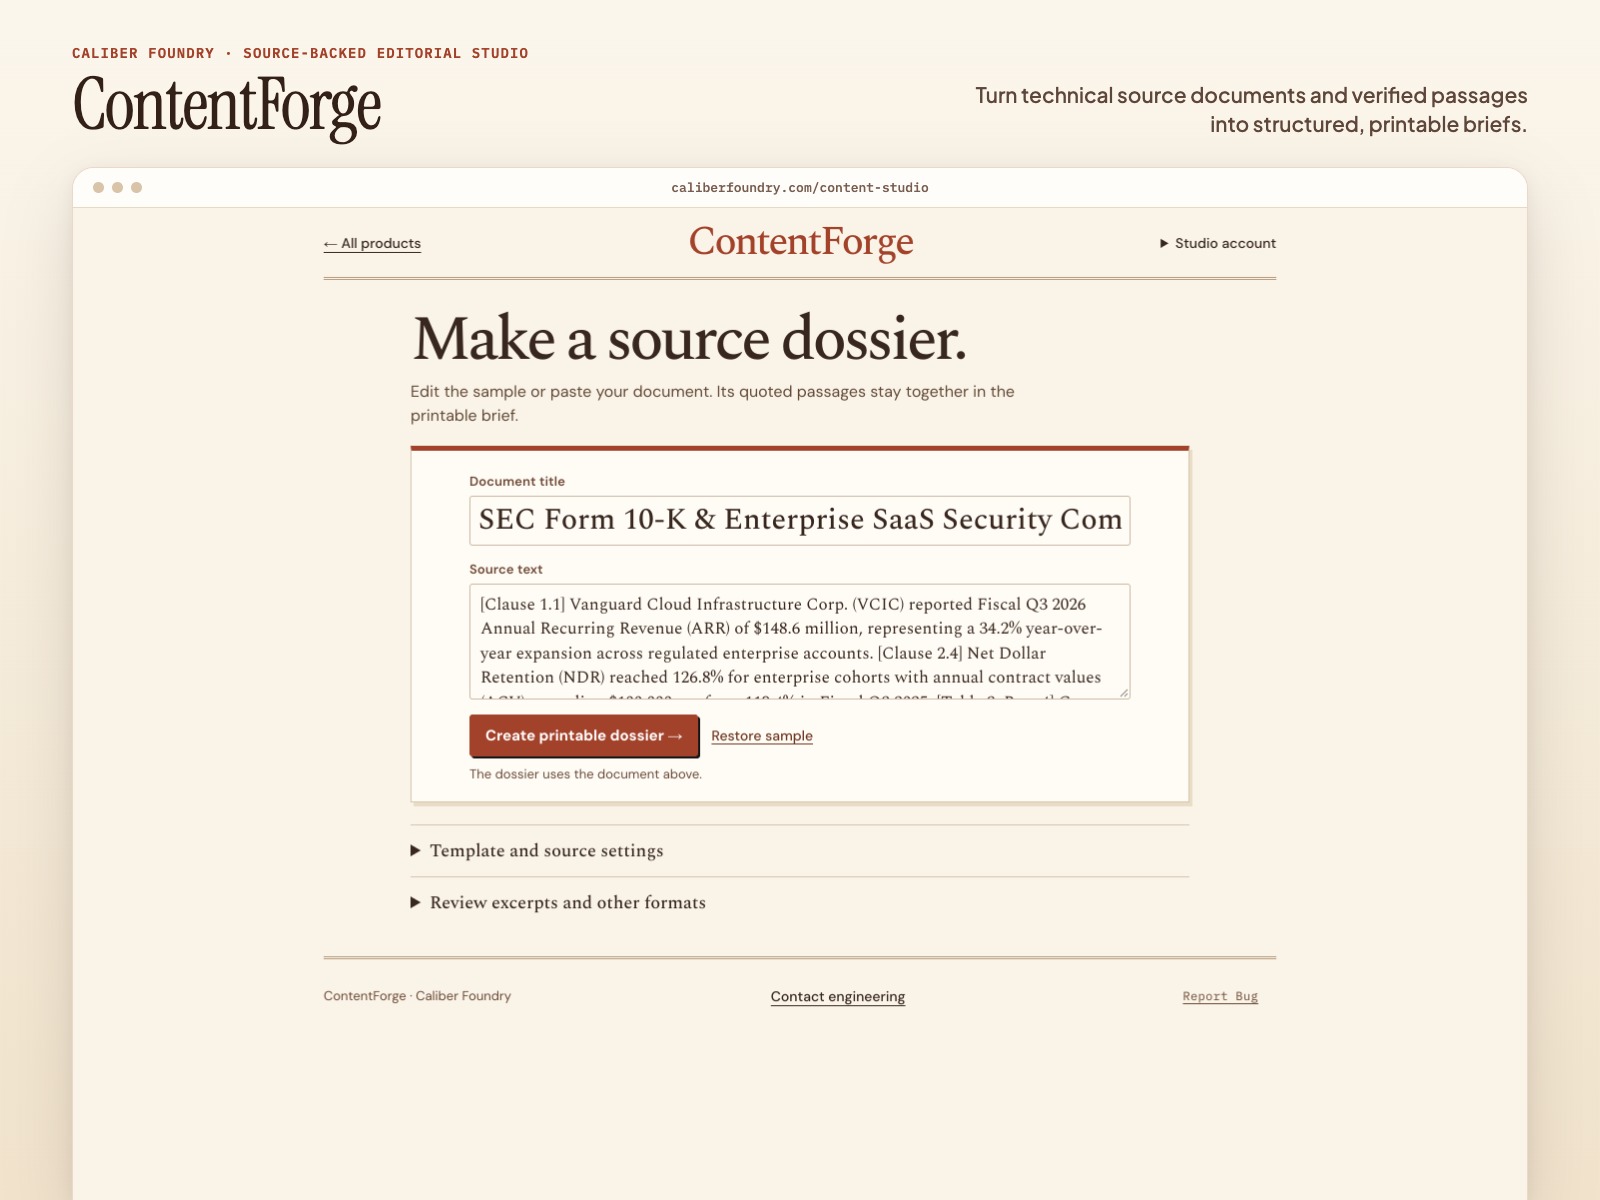 CALIBER FOUNDRY · SOURCE-BACKED EDITORIAL STUDIO
ContentForge
Turn technical source documents and verified passages
into structured, printable briefs.
caliberfoundry.com/content-studio
← All products
ContentForge
▶ Studio account
Make a source dossier.
Edit the sample or paste your document. Its quoted passages stay together in the
printable brief.
Document title
SEC Form 10-K & Enterprise SaaS Security Com
Source text
[Clause 1.1] Vanguard Cloud Infrastructure Corp. (VCIC) reported Fiscal Q3 2026
Annual Recurring Revenue (ARR) of $148.6 million, representing a 34.2% year-over-
year expansion across regulated enterprise accounts. [Clause 2.4] Net Dollar
Retention (NDR) reached 126.8% for enterprise cohorts with annual contract values
Create printable dossier →
Restore sample
The dossier uses the document above.
▶ Template and source settings
▶ Review excerpts and other formats
ContentForge · Caliber Foundry
Contact engineering
Report Bug